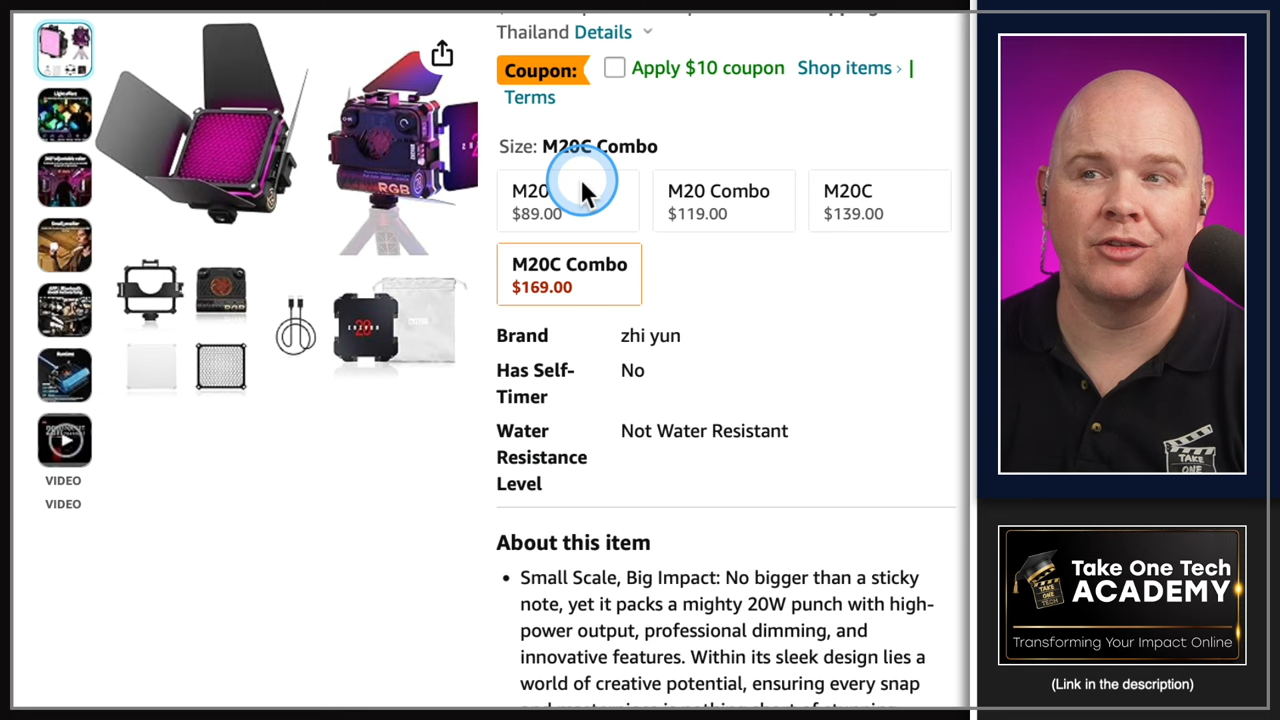 Thailand Details
Coupon: Apply $10 coupon Shop items › |
Terms
Size: M20C Combo
M20
$89.00
M20 Combo
$119.00
M20C
$139.00
M20C Combo
$169.00
Brand zhi yun
Has Self-
Timer
No
Water
Resistance
Level
Not Water Resistant
About this item
• Small Scale, Big Impact: No bigger than a sticky
note, yet it packs a mighty 20W punch with high-
power output, professional dimming, and
innovative features. Within its sleek design lies a
world of creative potential, ensuring every snap
VIDEO
VIDEO
RGB
20
TAKE
ONE
Take One Tech
ACADEMY
Transforming Your Impact Online
(Link in the description)